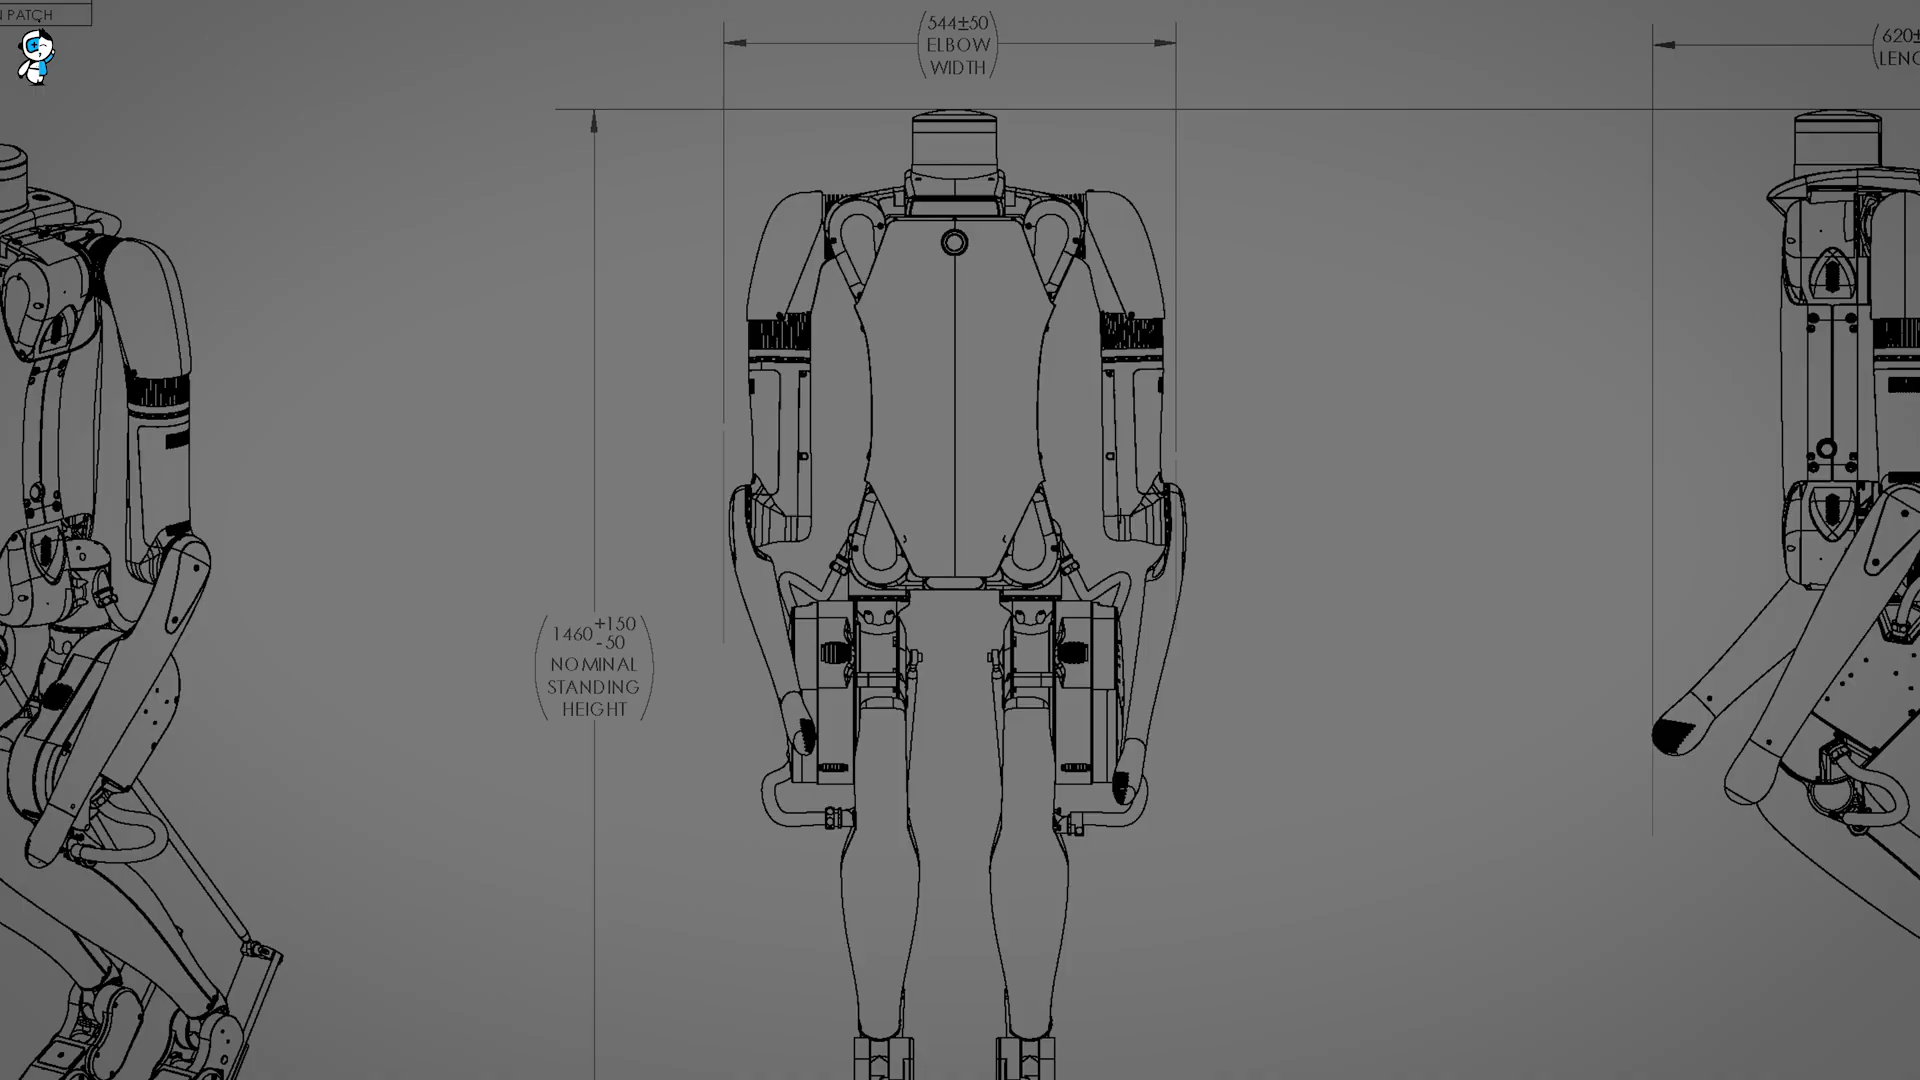 N PATCH
544±50
ELBOW
WIDTH
620±
LENG
1460 +150 -50
NOMINAL
STANDING
HEIGHT